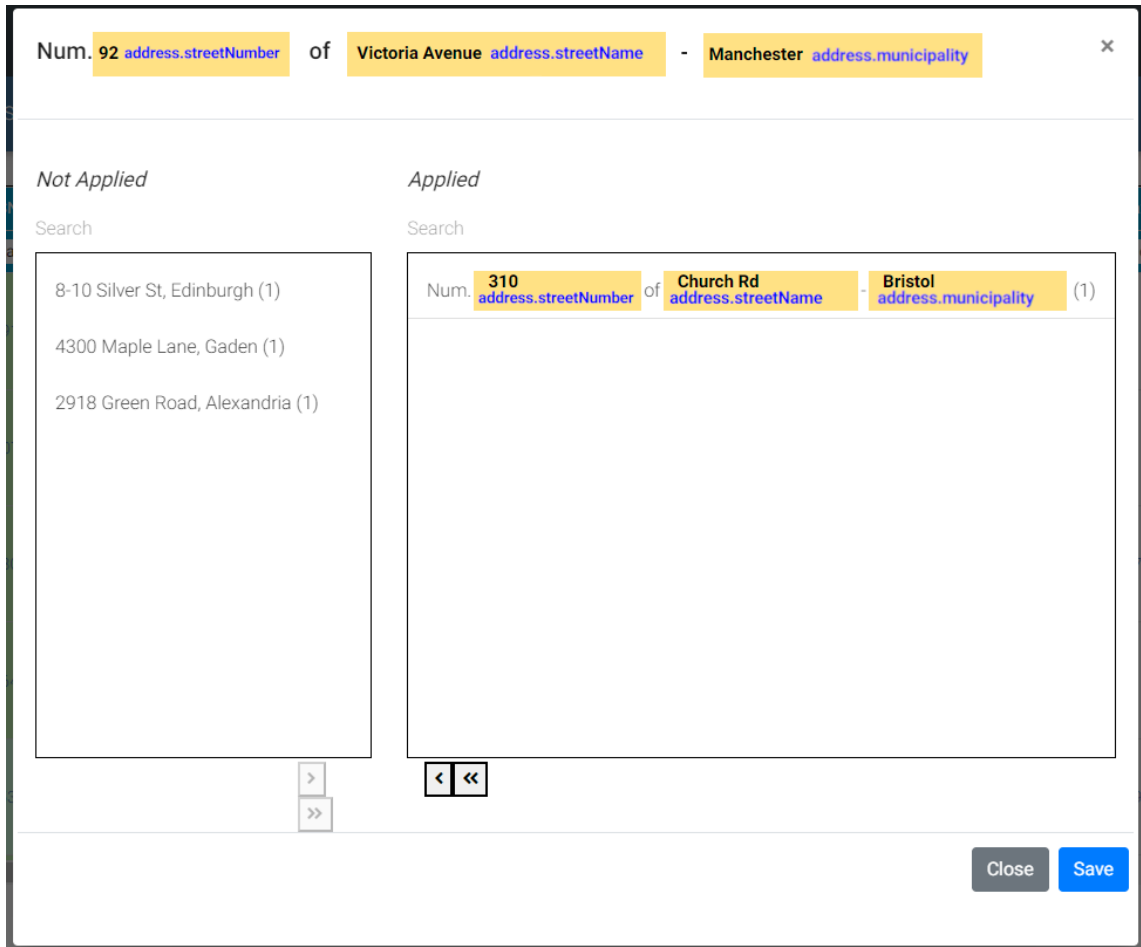 Num. 92 address.streetNumber of Victoria Avenue address.streetName - Manchester address.municipality ×
Not Applied
Search
8-10 Silver St, Edinburgh (1)
4300 Maple Lane, Gaden (1)
2918 Green Road, Alexandria (1)
Applied
Search
Num. 310 address.streetNumber of Church Rd address.streetName - Bristol address.municipality (1)
Close Save